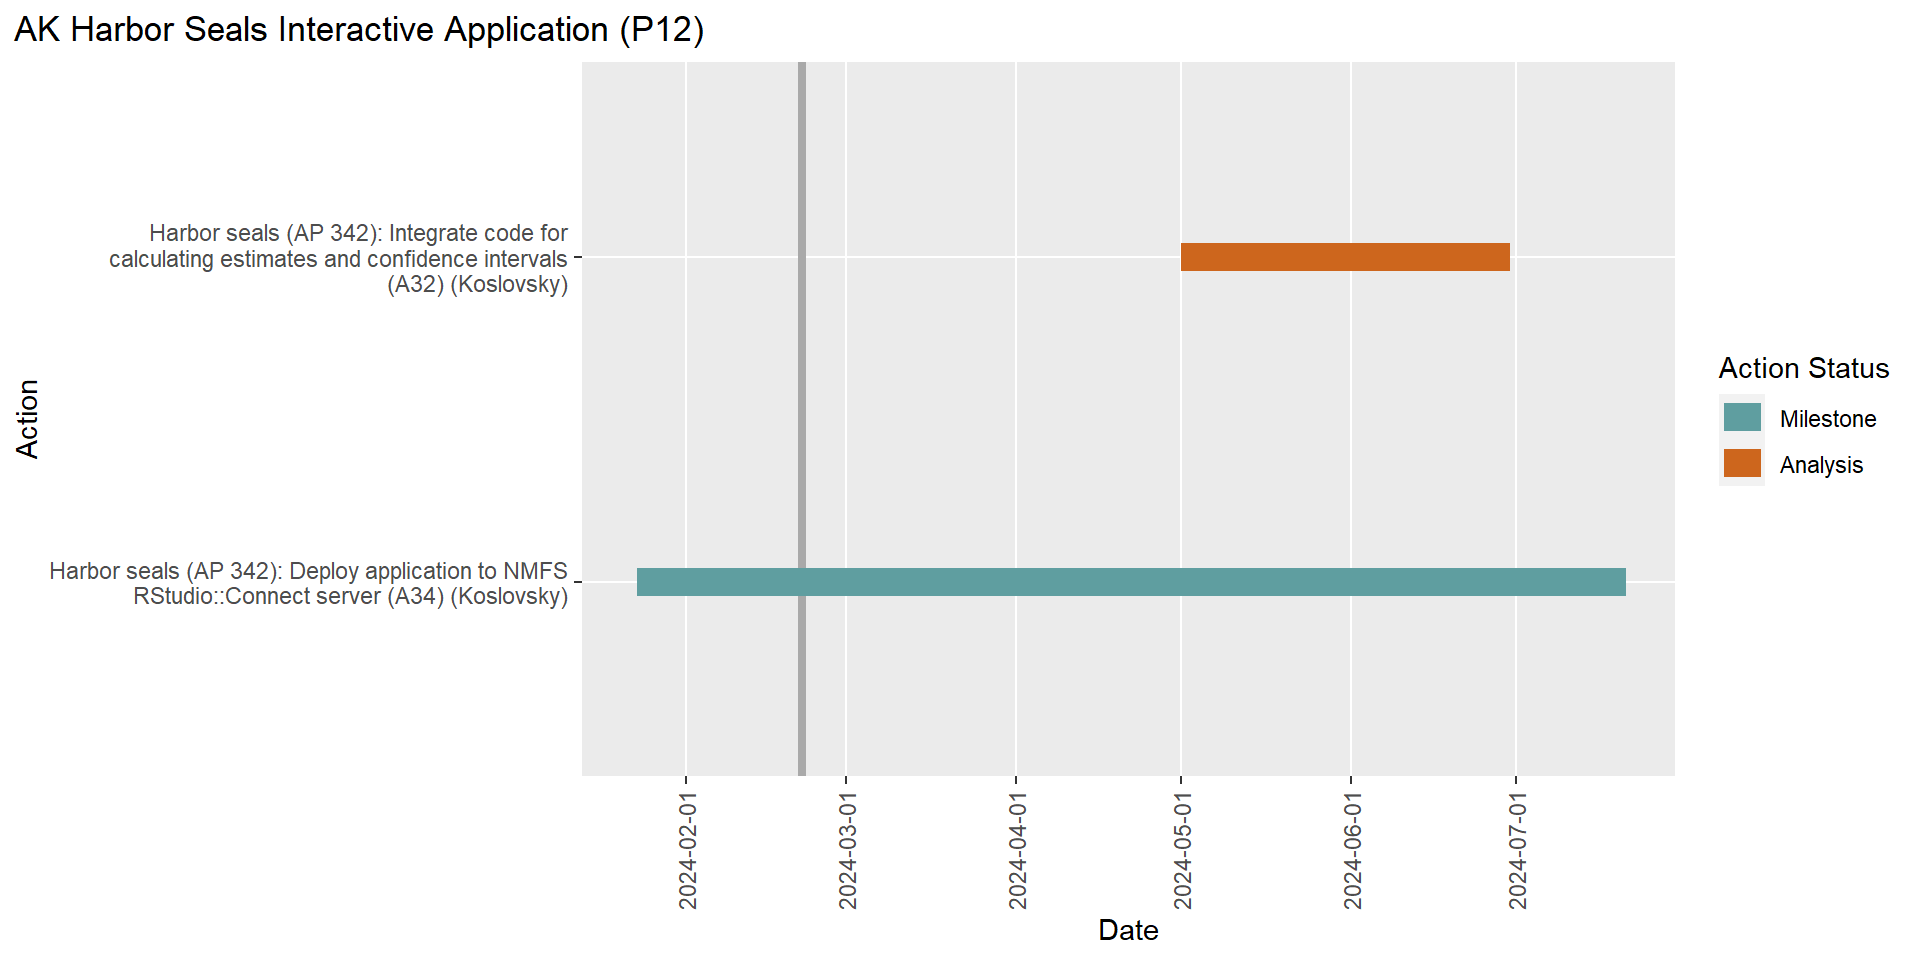 AK Harbor Seals Interactive Application (P12)
Harbor seals (AP 342): Integrate code for
calculating estimates and confidence intervals
(A32) (Koslovsky)
Harbor seals (AP 342): Deploy application to NMFS
RStudio::Connect server (A34) (Koslovsky)
Action
2024-02-01
2024-03-01
2024-04-01
2024-05-01
2024-06-01
2024-07-01
Date
Action Status
Milestone
Analysis